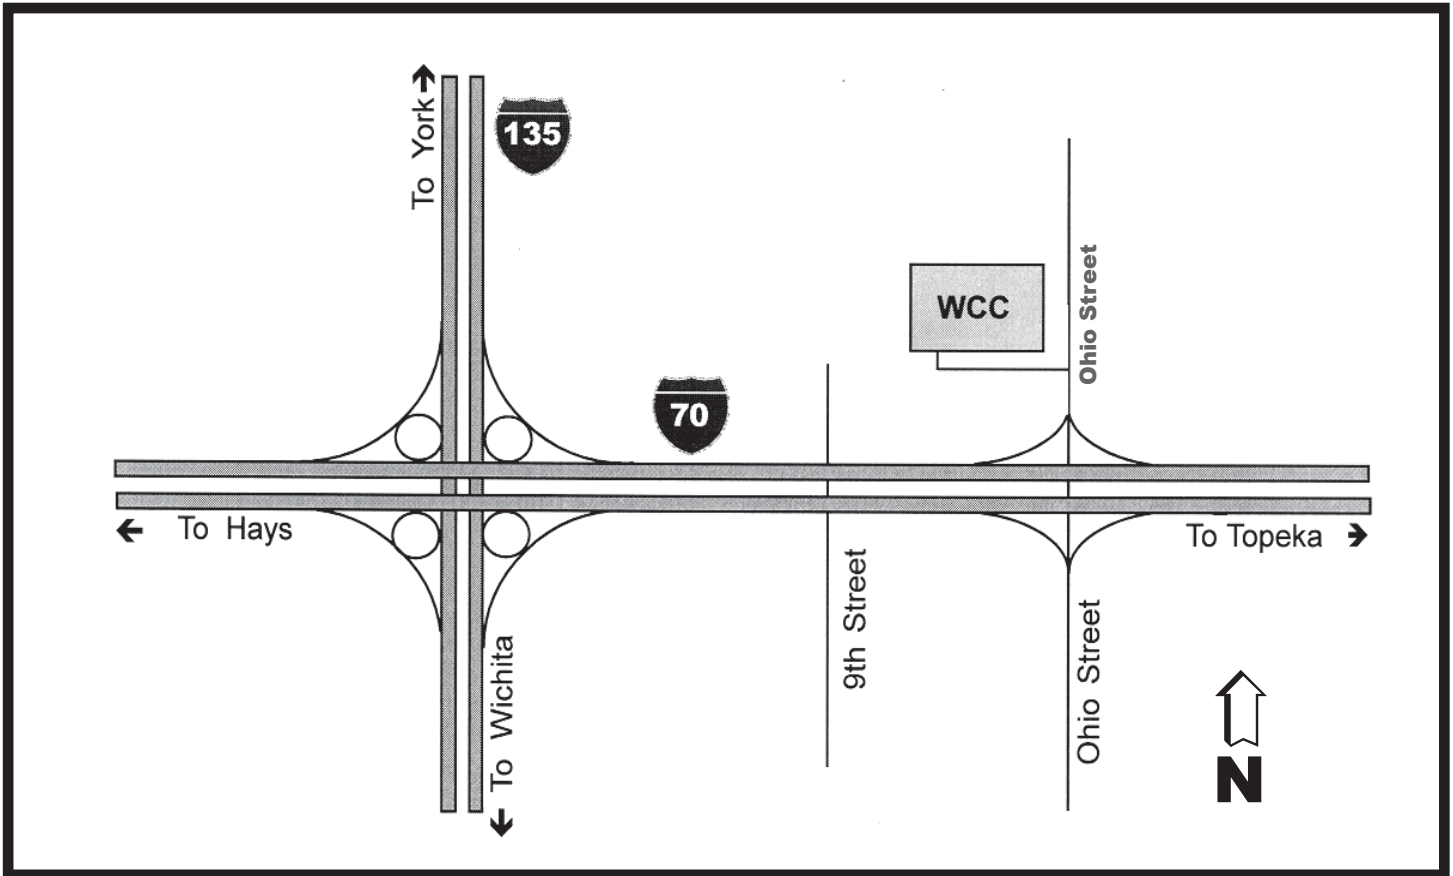 To York
135
Ohio Street
WCC
70
To Hays
To Topeka
9th Street
Ohio Street
To Wichita
N